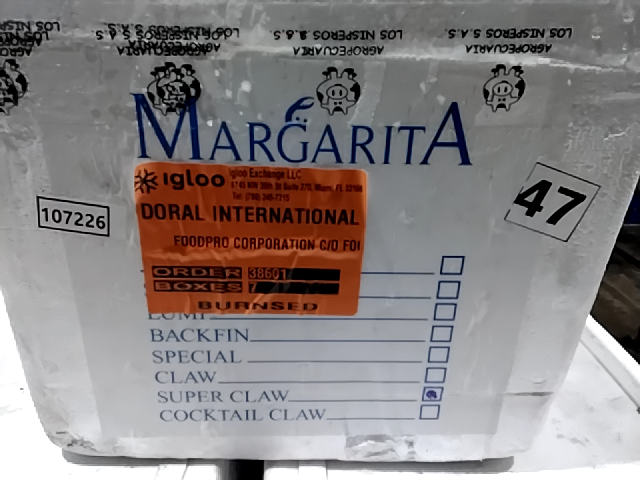 LOS NISPEROS S.A.S
AGROPECUARIA
LOS NISPEROS S.A.S
AGROPECUARIA
LOS NISPEROS S.A.S
AGROPECUARIA
MARGARITA
igloo
Igloo Exchange LLC
DORAL INTERNATIONAL
FOODPRO CORPORATION C/O FOI
ORDER 38601
BOXES
BURNSED
107226
47
LUMP
BACKFIN
SPECIAL
CLAW
SUPER CLAW
COCKTAIL CLAW